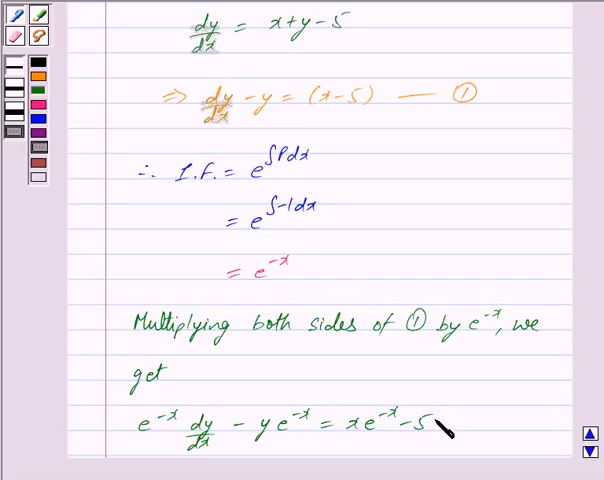 dy/dx = x+y-5
⇒ dy/dx - y = (x-5) — ①
∴ I.F. = e^∫Pdx
= e^∫-1dx
= e^-x
Multiplying both sides of ① by e^-x, we
get
e^-x dy/dx - ye^-x = xe^-x - 5